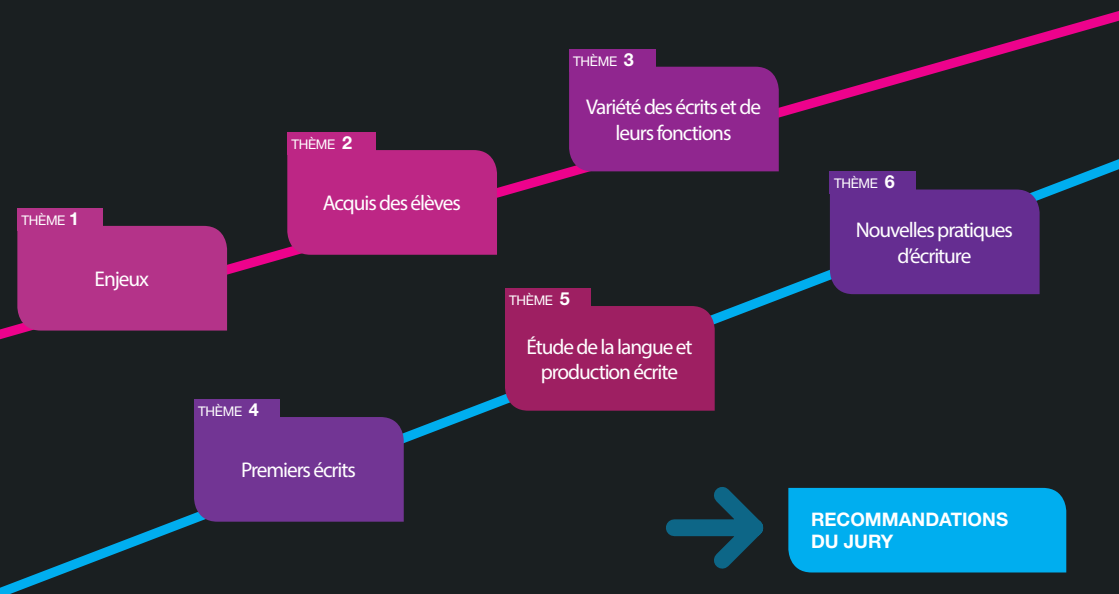 THÈME 1
Enjeux
THÈME 2
Acquis des élèves
THÈME 3
Variété des écrits et de
leurs fonctions
THÈME 4
Premiers écrits
THÈME 5
Étude de la langue et
production écrite
THÈME 6
Nouvelles pratiques
d'écriture
RECOMMANDATIONS
DU JURY